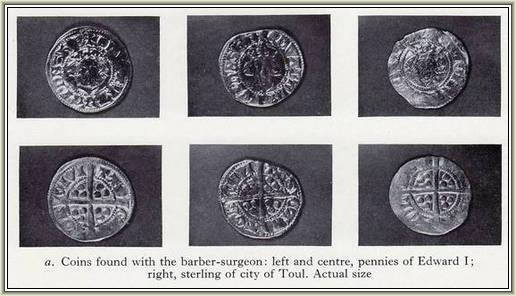 a. Coins found with the barber-surgeon: left and centre, pennies of Edward I;
right, sterling of city of Toul. Actual size